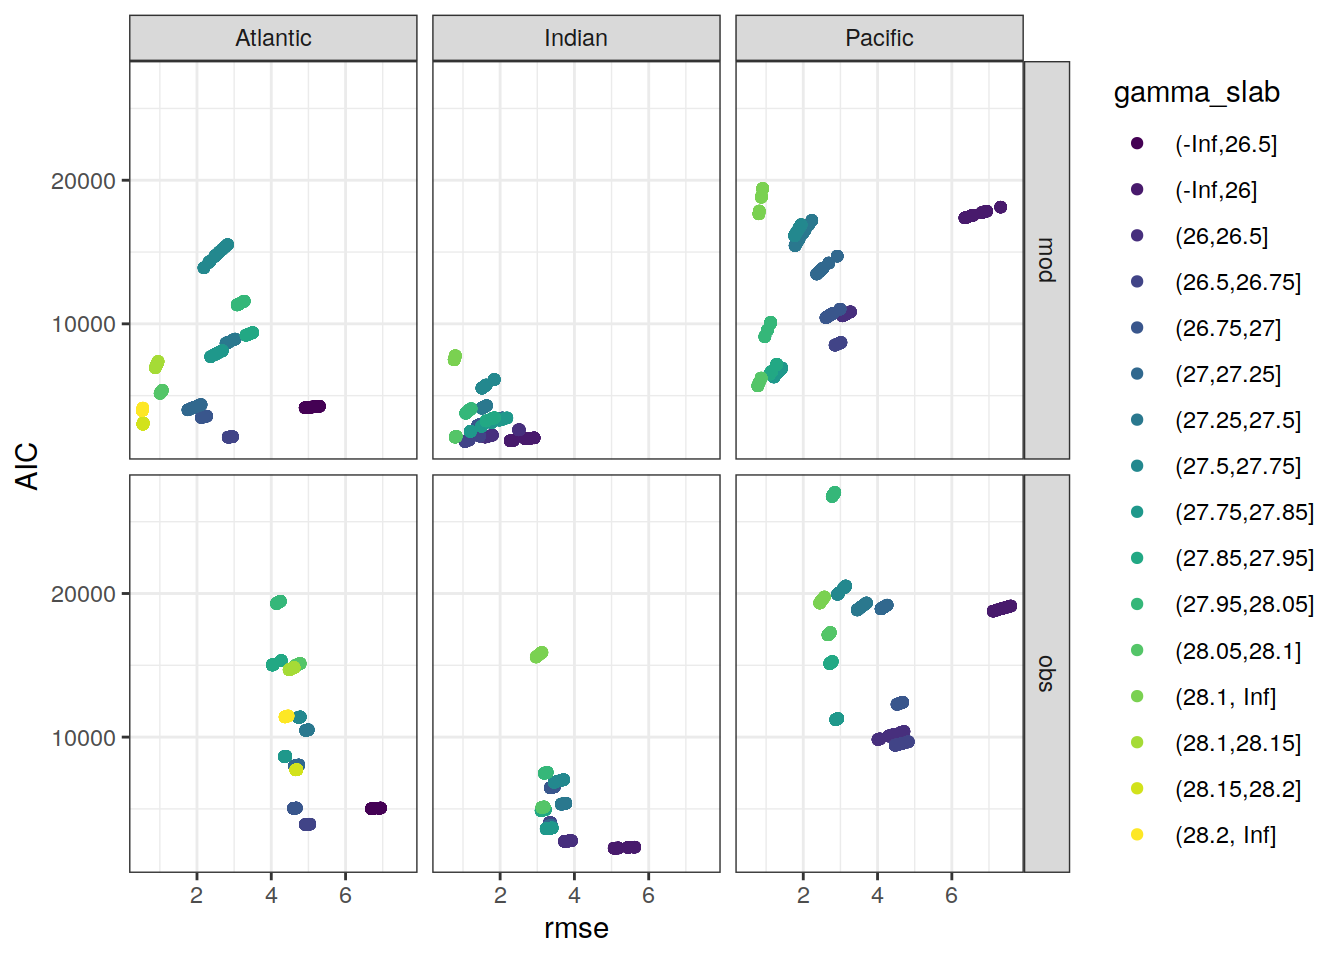 Atlantic
Indian
Pacific
mod
obs
20000
10000
20000
10000
AIC
2
4
6
2
4
6
2
4
6
rmse
gamma_slab
(-Inf,26.5]
(-Inf,26]
(26,26.5]
(26.5,26.75]
(26.75,27]
(27,27.25]
(27.25,27.5]
(27.5,27.75]
(27.75,27.85]
(27.85,27.95]
(27.95,28.05]
(28.05,28.1]
(28.1, Inf]
(28.1,28.15]
(28.15,28.2]
(28.2, Inf]